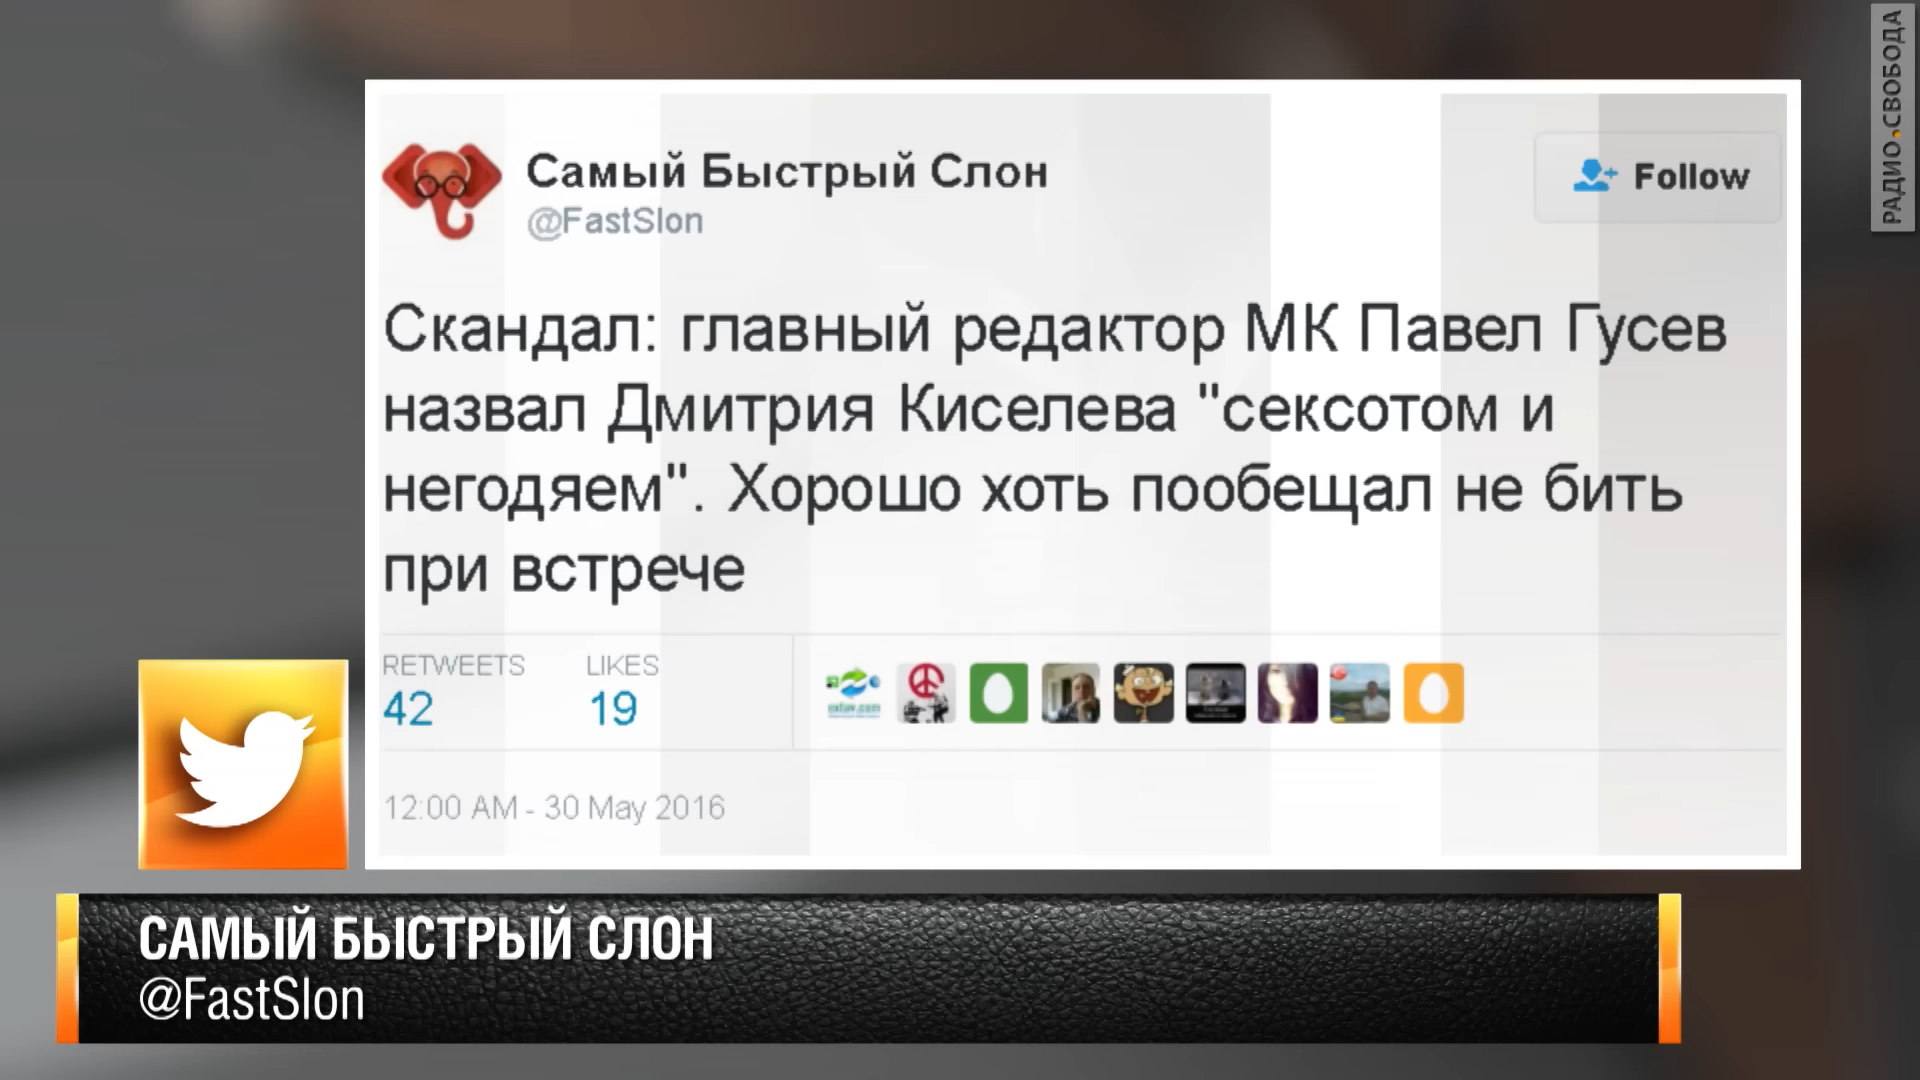 РАДИО СВОБОДА
Самый Быстрый Слон
@FastSlon
Follow
Скандал: главный редактор МК Павел Гусев
назвал Дмитрия Киселева "сексотом и
негодяем". Хорошо хоть пообещал не бить
при встрече
RETWEETS LIKES
42 19
12:00 AM - 30 May 2016
САМЫЙ БЫСТРЫЙ СЛОН
@FastSlon